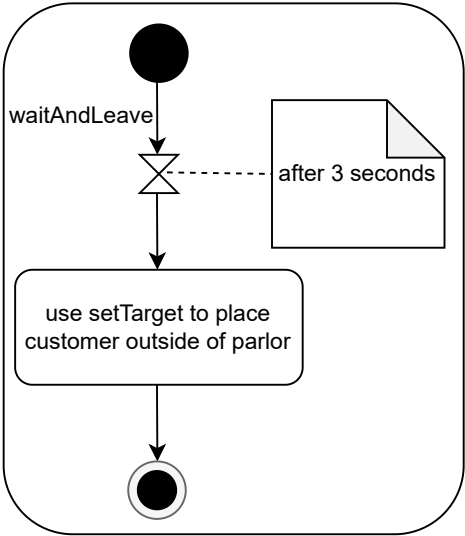 waitAndLeave
after 3 seconds
use setTarget to place
customer outside of parlor